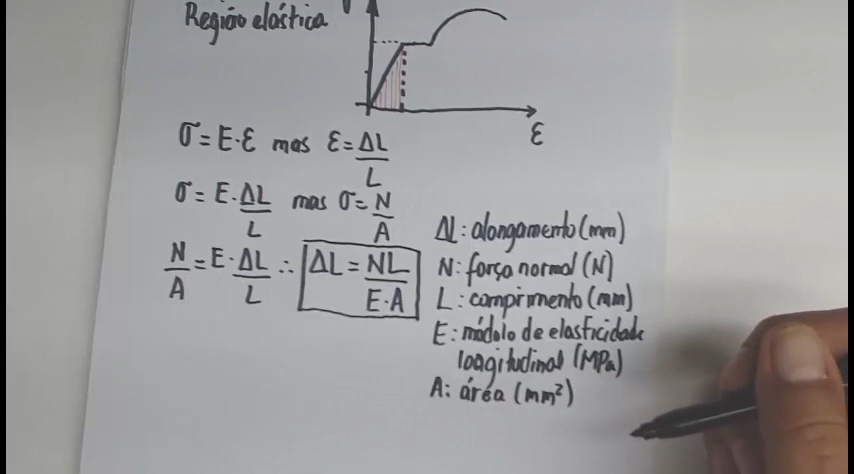 Região elástica
σ
ε
σ=E·ε mas ε=ΔL/L
σ=E·ΔL/L mas σ=N/A
N/A=E·ΔL/L ∴ ΔL=NL/E·A
ΔL: alongamento (mm)
N: força normal (N)
L: comprimento (mm)
E: módulo de elasticidade
longitudinal (MPa)
A: área (mm²)